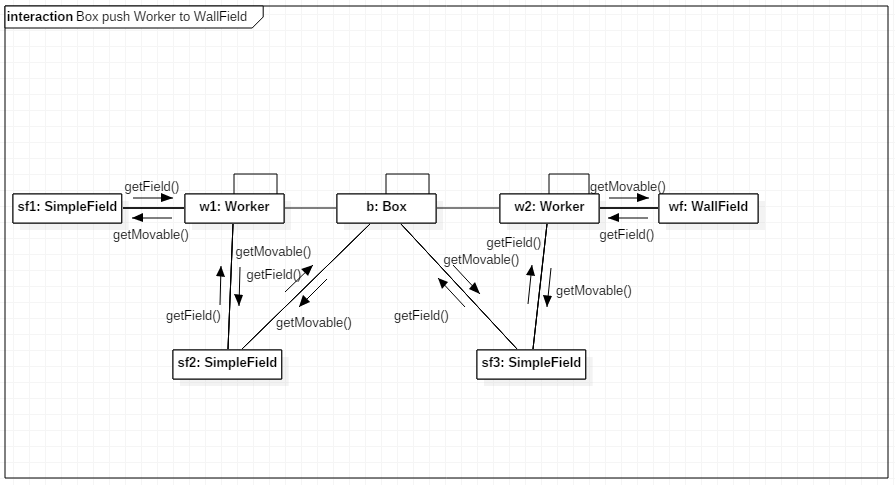 interaction Box push Worker to WallField
getField()
getMovable()
sf1: SimpleField
w1: Worker
b: Box
w2: Worker
wf: WallField
getMovable()
getField()
getMovable()
getField()
getField()
getMovable()
getField()
getMovable()
getField()
getMovable()
getField()
getMovable()
sf2: SimpleField
sf3: SimpleField